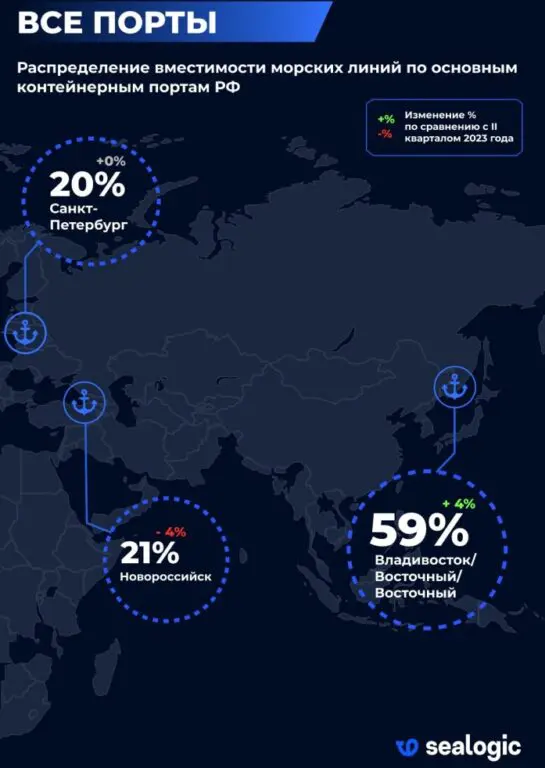 ВСЕ ПОРТЫ
Распределение вместимости морских линий по основным
контейнерным портам РФ
+%
-%
Изменение %
по сравнению с II
кварталом 2023 года
+0%
20%
Санкт-
Петербург
- 4%
21%
Новороссийск
+ 4%
59%
Владивосток/
Восточный/
Восточный
sealogic